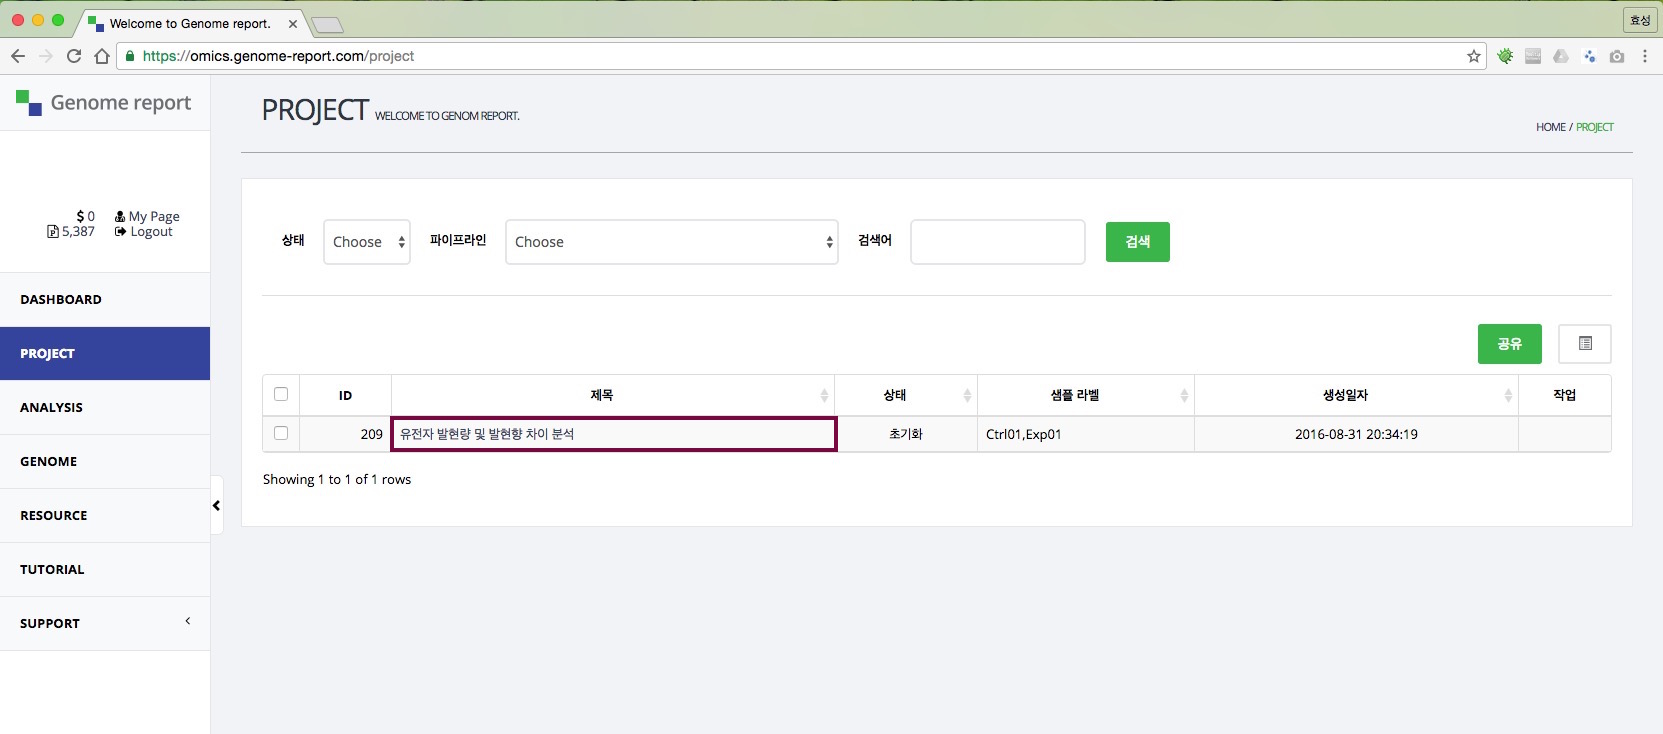 Welcome to Genome report.
효성
https://omics.genome-report.com/project
Genome report
PROJECT WELCOME TO GENOM REPORT.
HOME / PROJECT
$ 0 My Page
5,387 Logout
상태 Choose 파이프라인 Choose 검색어 검색
DASHBOARD
PROJECT
ANALYSIS
GENOME
RESOURCE
TUTORIAL
SUPPORT
공유
ID 제목 상태 샘플 라벨 생성일자 작업
209 유전자 발현량 및 발현향 차이 분석 초기화 Ctrl01,Exp01 2016-08-31 20:34:19
Showing 1 to 1 of 1 rows